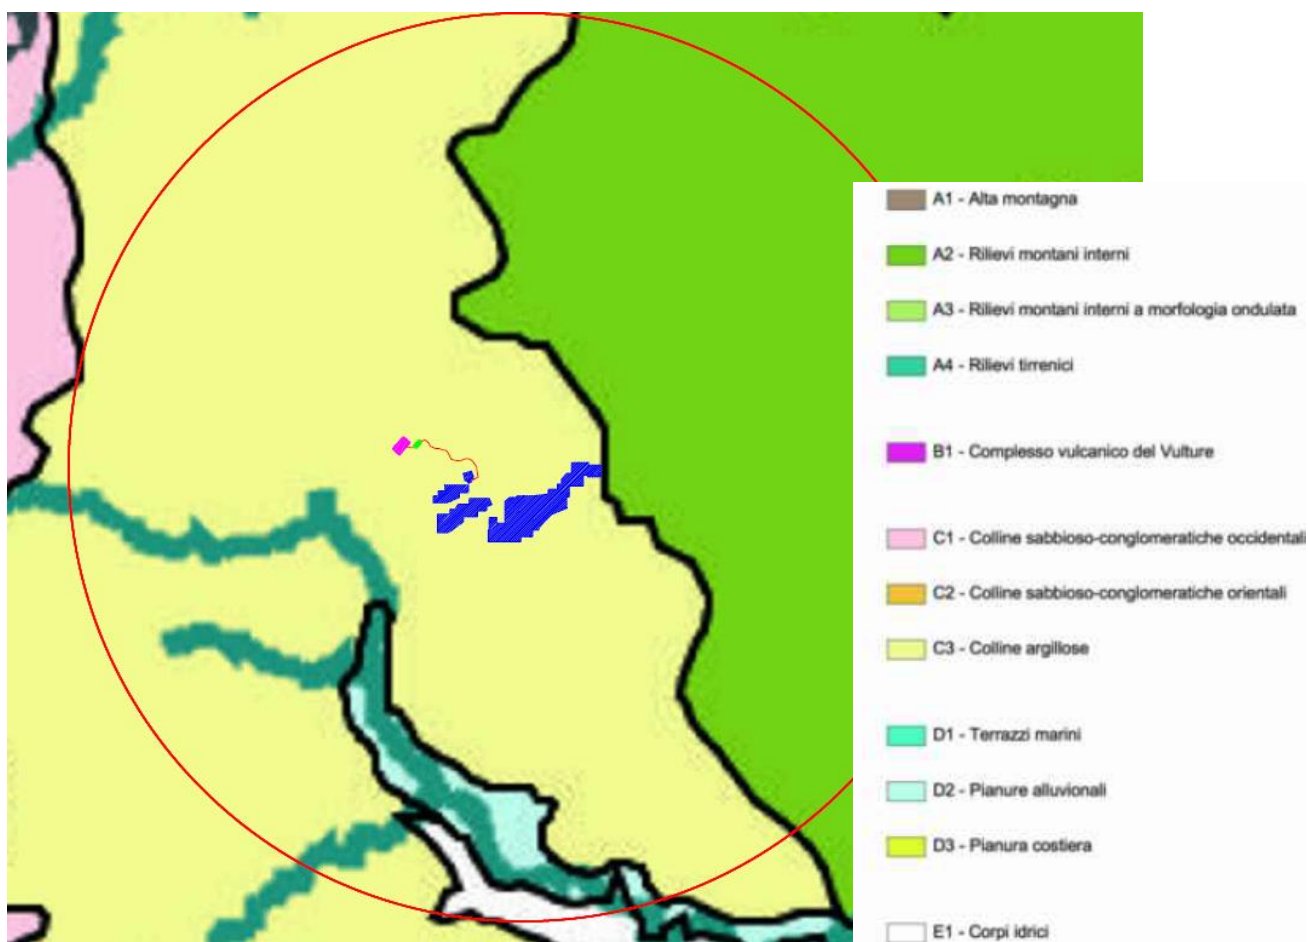 A1 - Alta montagna
A2 - Rilievi montani interni
A3 - Rilievi montani interni a morfologia ondulata
A4 - Rilievi tirrenici
B1 - Complesso vulcanico del Vulture
C1 - Colline sabbioso-conglomeratiche occidentali
C2 - Colline sabbioso-conglomeratiche orientali
C3 - Colline argillose
D1 - Terrazzi marini
D2 - Pianure alluvionali
D3 - Pianura costiera
E1 - Corpi idrici